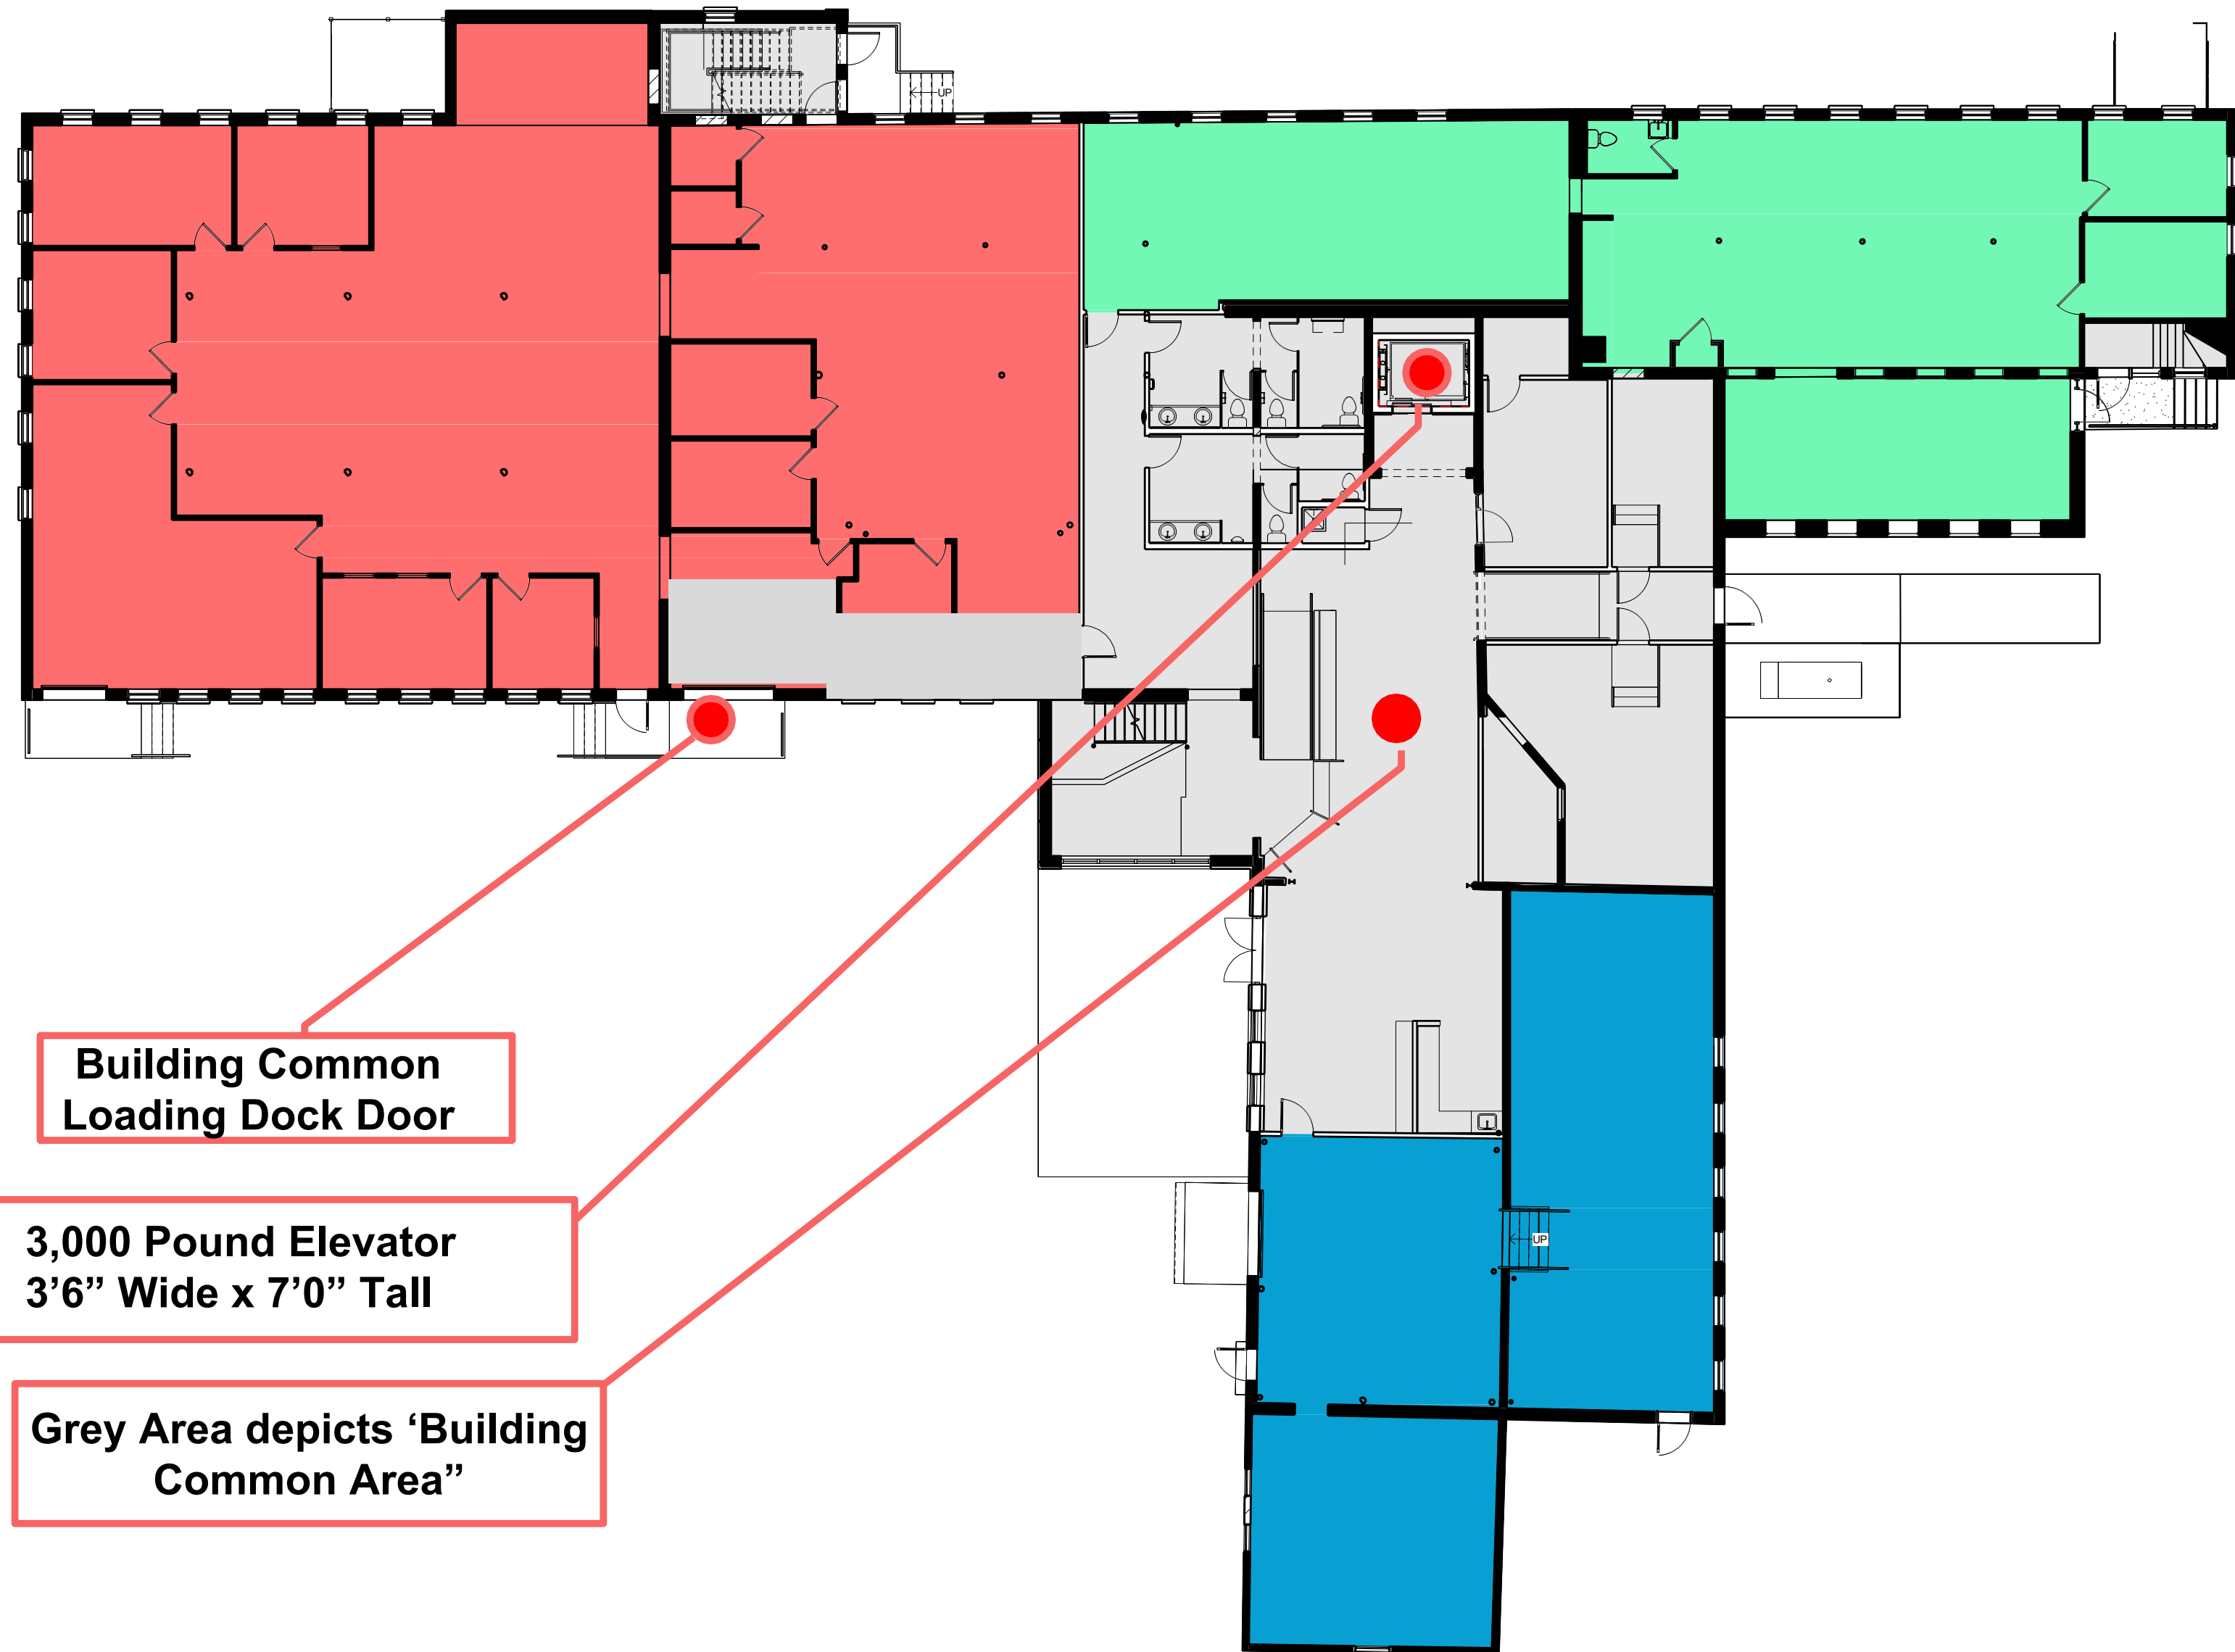 UP
Building Common
Loading Dock Door
3,000 Pound Elevator
3’6” Wide x 7’0” Tall
UP
Grey Area depicts ‘Building
Common Area”